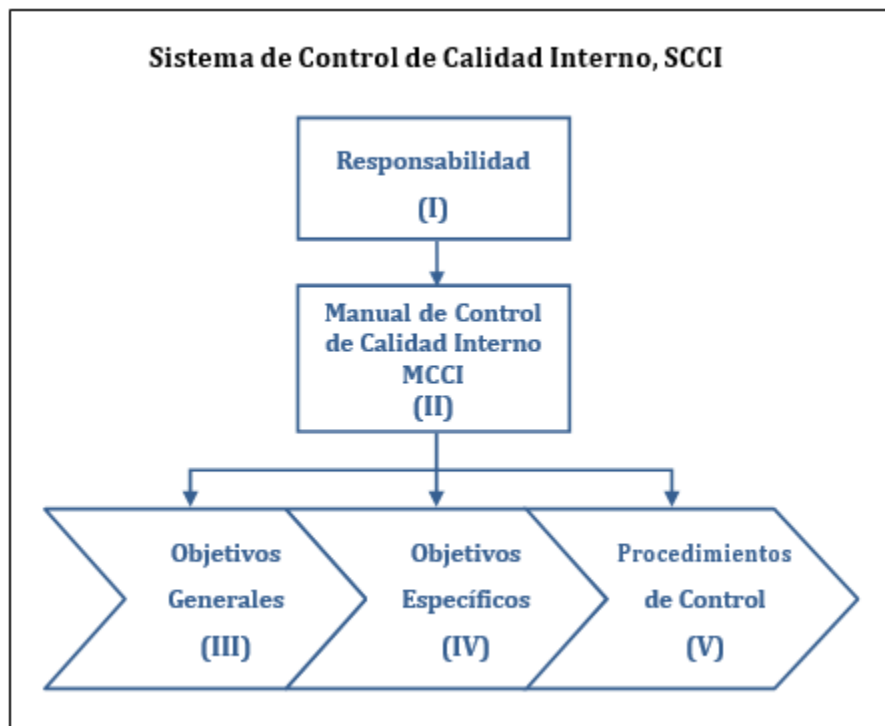 Sistema de Control de Calidad Interno, SCCI
Responsabilidad
(I)
Manual de Control
de Calidad Interno
MCCI
(II)
Objetivos
Generales
(III)
Objetivos
Específicos
(IV)
Procedimientos
de Control
(V)